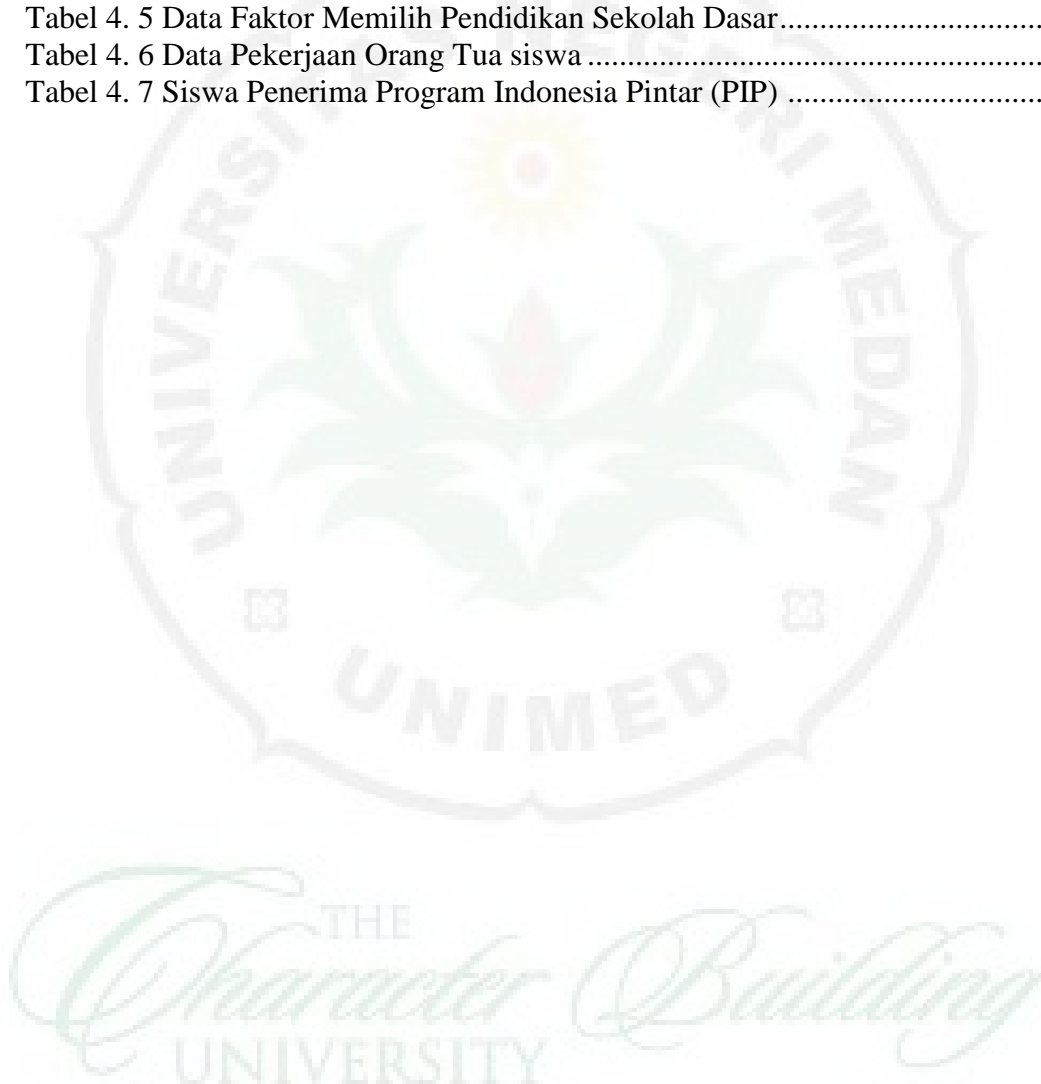 Tabel 4. 5 Data Faktor Memilih Pendidikan Sekolah Dasar................................
Tabel 4. 6 Data Pekerjaan Orang Tua siswa .........................................................
Tabel 4. 7 Siswa Penerima Program Indonesia Pintar (PIP) ................................
UNIVERSITAS NEGERI MEDAN
UNIMED
THE
Character Building
UNIVERSITY